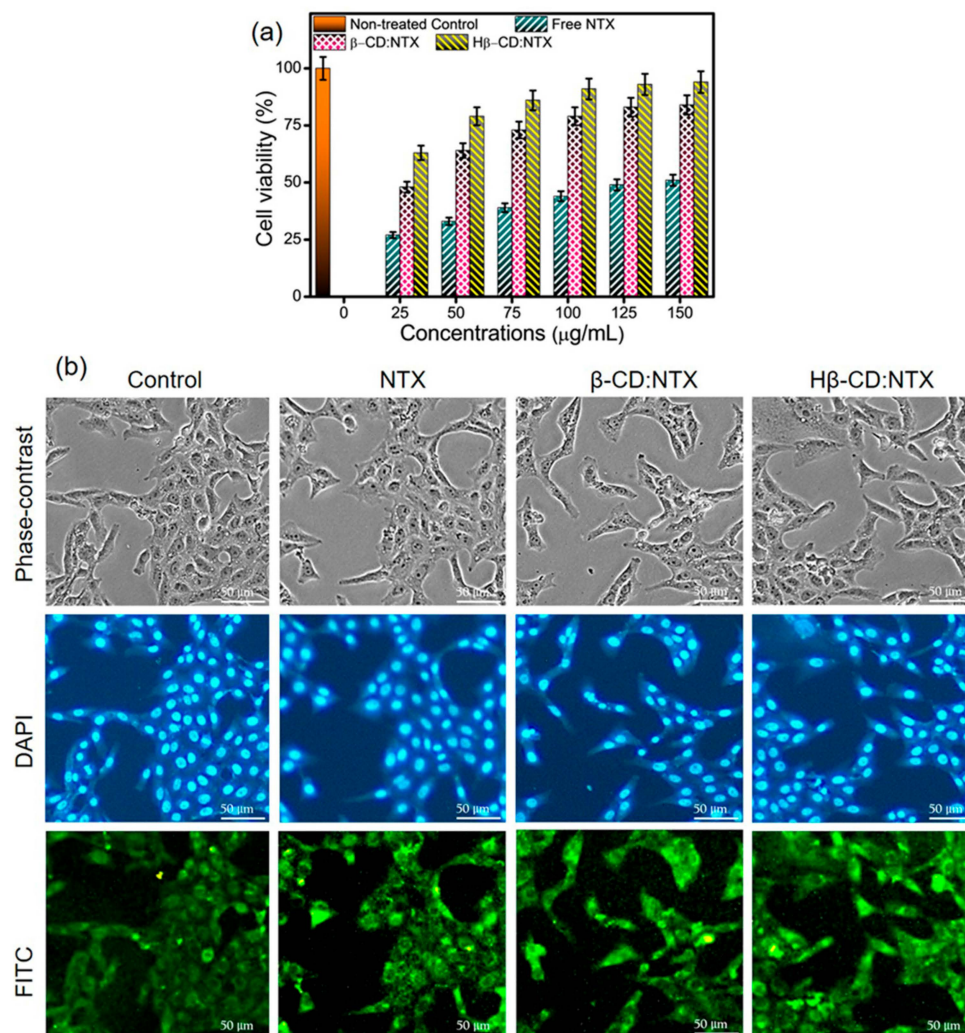 (a)
Non-treated Control Free NTX
β-CD:NTX Hβ-CD:NTX
Cell viability (%)
100
75
50
25
0
0 25 50 75 100 125 150
Concentrations (μg/mL)
(b)
Control NTX β-CD:NTX Hβ-CD:NTX
Phase-contrast
50 μm 50 μm 50 μm 50 μm
DAPI
50 μm 50 μm 50 μm 50 μm
FITC
50 μm 50 μm 50 μm 50 μm